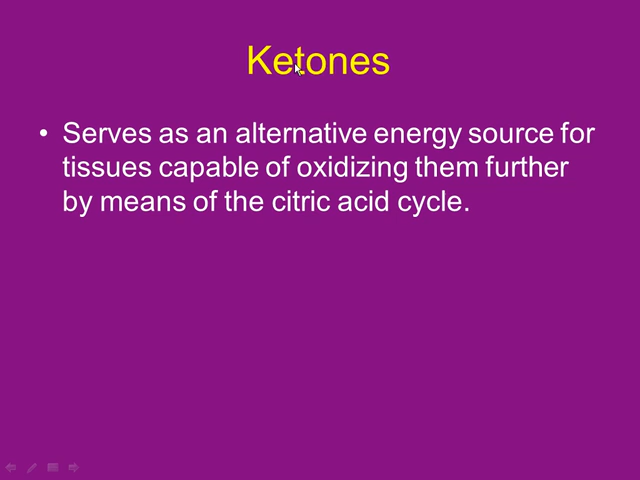 Ketones
• Serves as an alternative energy source for
tissues capable of oxidizing them further
by means of the citric acid cycle.